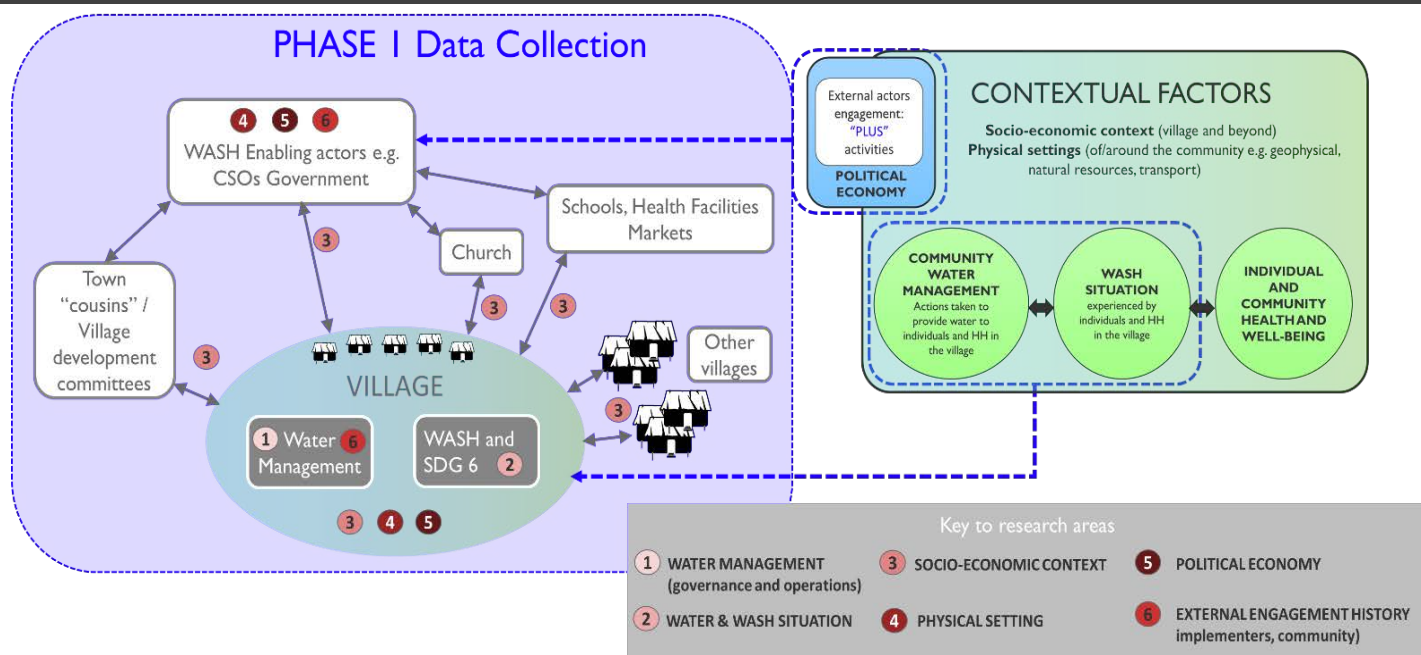 PHASE 1 Data Collection
4 5 6
WASH Enabling actors e.g.
CSOs Government
3
Church
Schools, Health Facilities
Markets
Town
“cousins” /
Village
development
committees
3
3
3
VILLAGE
Other
villages
3
1 Water 6
Management
WASH and
SDG 6 2
3 4 5
External actors
engagement:
“PLUS”
activities
POLITICAL
ECONOMY
CONTEXTUAL FACTORS
Socio-economic context (village and beyond)
Physical settings (of/around the community e.g. geophysical,
natural resources, transport)
COMMUNITY
WATER
MANAGEMENT
Actions taken to
provide water to
individuals and HH in
the village
WASH
SITUATION
experienced by
individuals and HH
in the village
INDIVIDUAL
AND
COMMUNITY
HEALTH AND
WELL-BEING
Key to research areas
1 WATER MANAGEMENT
(governance and operations)
2 WATER & WASH SITUATION
3 SOCIO-ECONOMIC CONTEXT
4 PHYSICAL SETTING
5 POLITICAL ECONOMY
6 EXTERNAL ENGAGEMENT HISTORY
implementers, community)